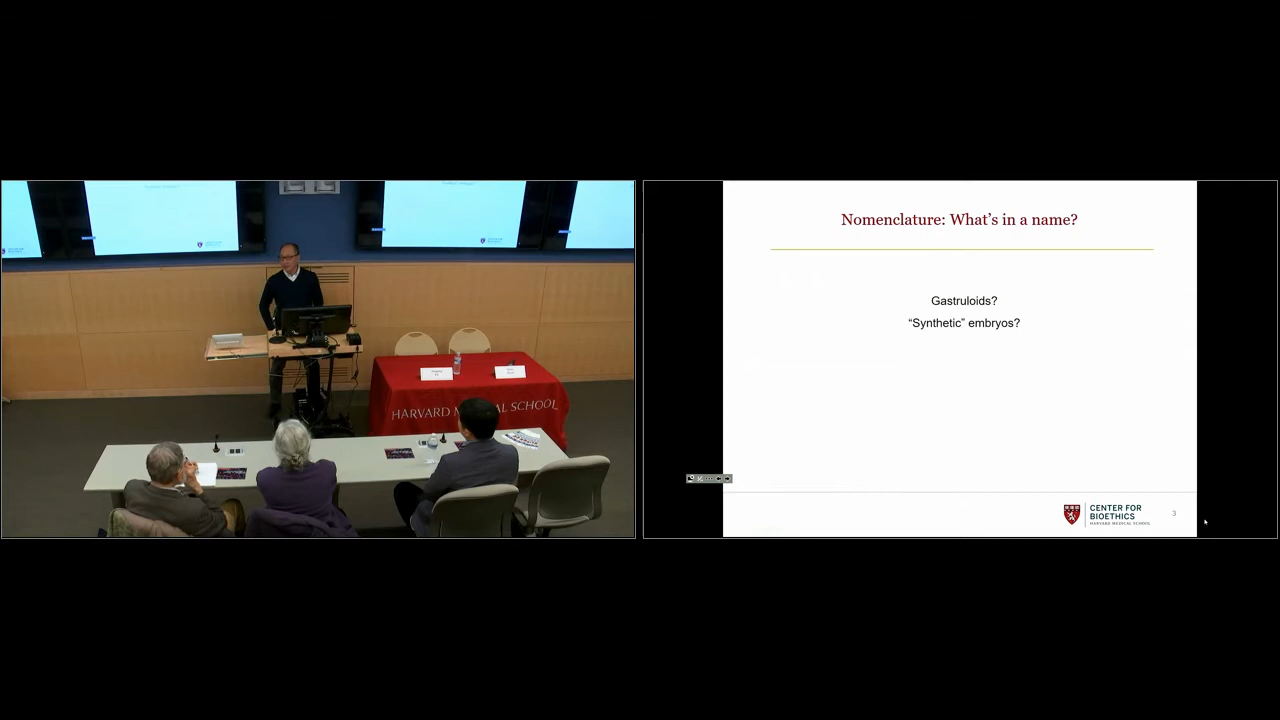 HARVARD MEDICAL SCHOOL
Nomenclature: What’s in a name?
Gastruloids?
“Synthetic” embryos?
CENTER FOR
BIOETHICS
HARVARD MEDICAL SCHOOL
3